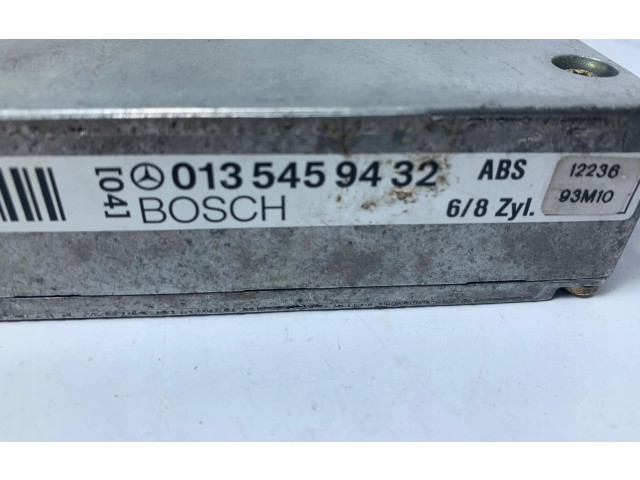 [04] 013 545 94 32 ABS 12236
BOSCH 6/8 Zyl. 93M10